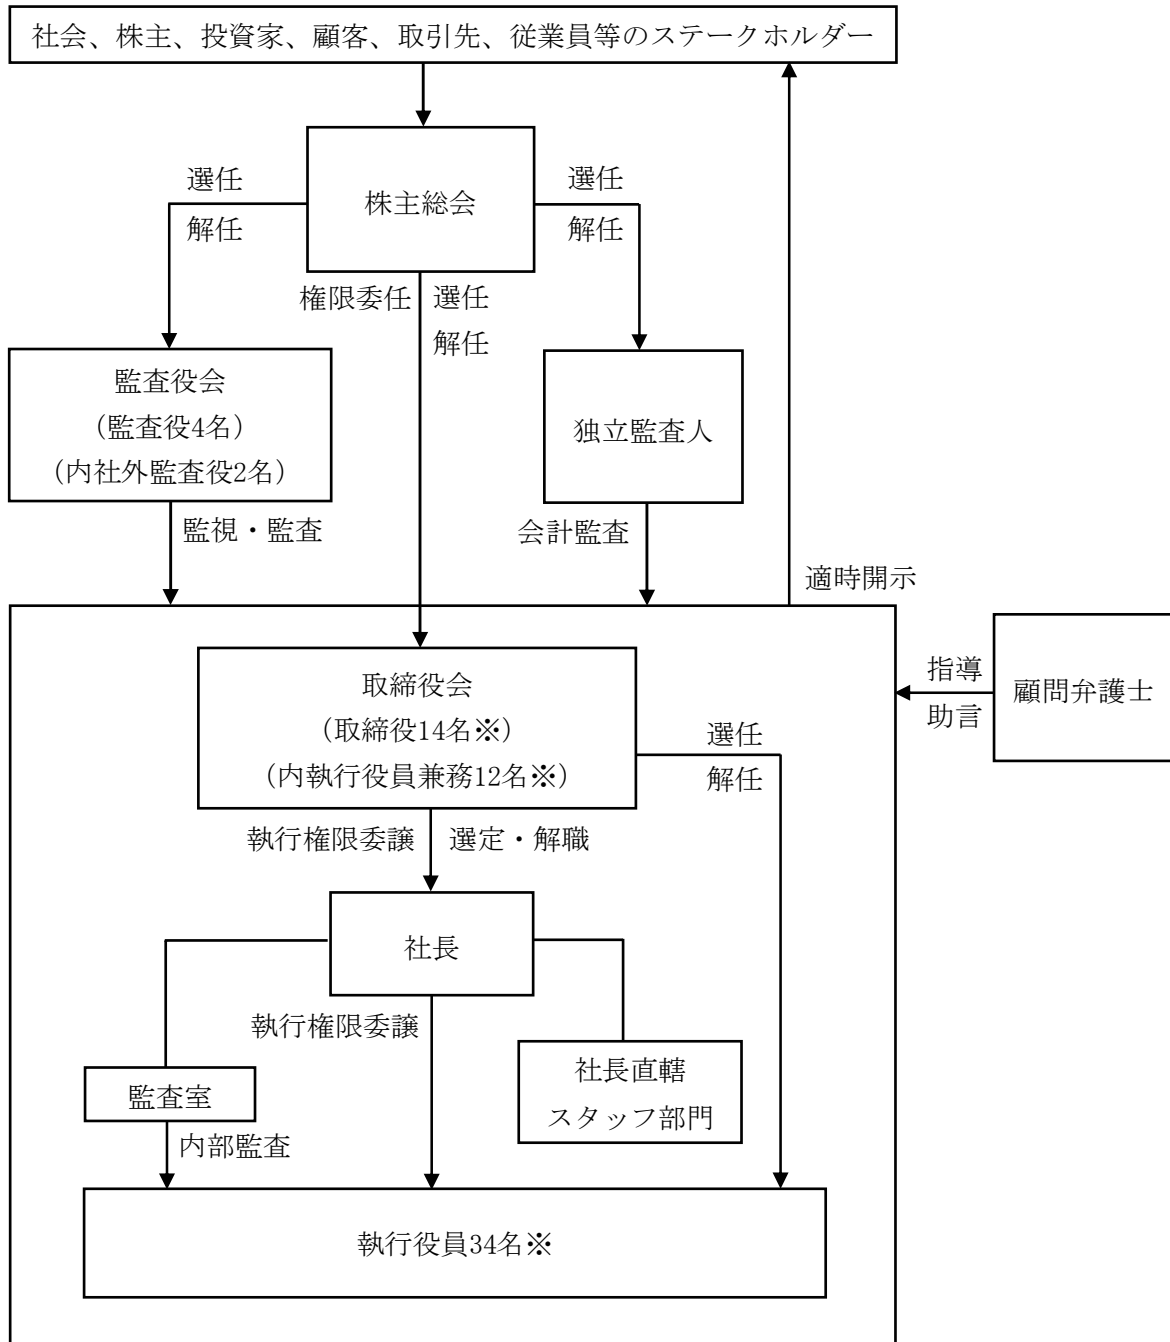 社会、株主、投資家、顧客、取引先、従業員等のステークホルダー
選任
解任
株主総会
選任
解任
権限委任
選任
解任
監査役会
（監査役4名）
（内社外監査役2名）
独立監査人
監視・監査
会計監査
適時開示
取締役会
（取締役14名※）
（内執行役員兼務12名※）
選任
解任
指導
助言
顧問弁護士
執行権限委譲
選定・解職
社長
執行権限委譲
監査室
社長直轄
スタッフ部門
内部監査
執行役員34名※